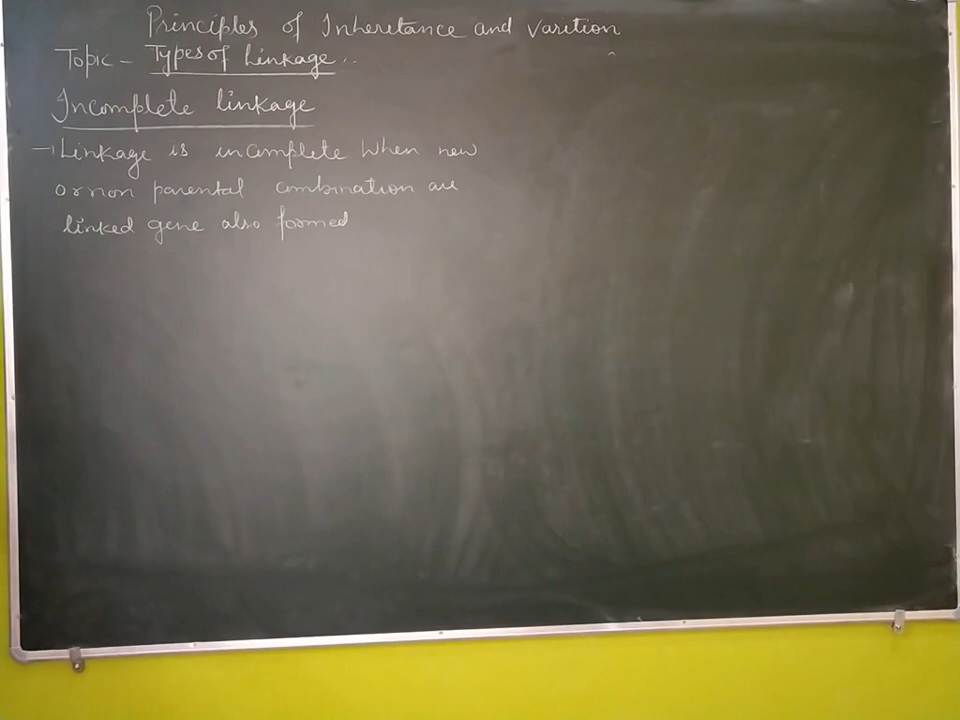 Principles of Inheretance and varition
Topic - Types of Linkage ..
Incomplete linkage
→ Linkage is incomplete when new
or non parental combination are
linked gene also formed